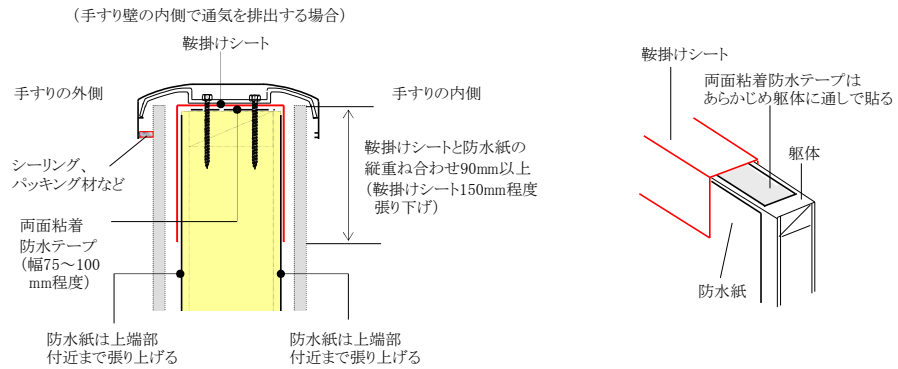 （手すり壁の内側で通気を排出する場合）
鞍掛けシート
手すりの外側
手すりの内側
シーリング、
パッキング材など
鞍掛けシートと防水紙の
縦重ね合わせ90mm以上
（鞍掛けシート150mm程度
張り下げ）
両面粘着
防水テープ
（幅75～100
mm程度）
防水紙は上端部
付近まで張り上げる
防水紙は上端部
付近まで張り上げる
鞍掛けシート
両面粘着防水テープは
あらかじめ躯体に通しで貼る
躯体
防水紙